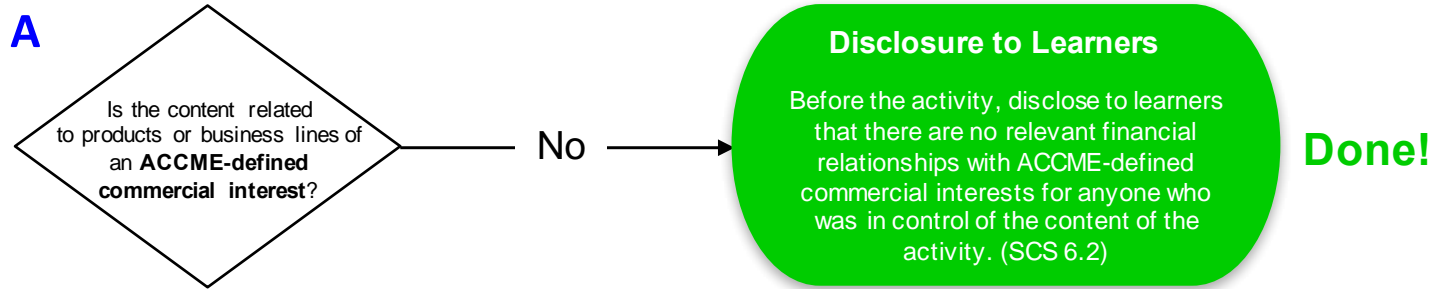 A
Is the content related
to products or business lines of
an ACCME-defined
commercial interest?
No
Disclosure to Learners
Before the activity, disclose to learners
that there are no relevant financial
relationships with ACCME-defined
commercial interests for anyone who
was in control of the content of the
activity. (SCS 6.2)
Done!